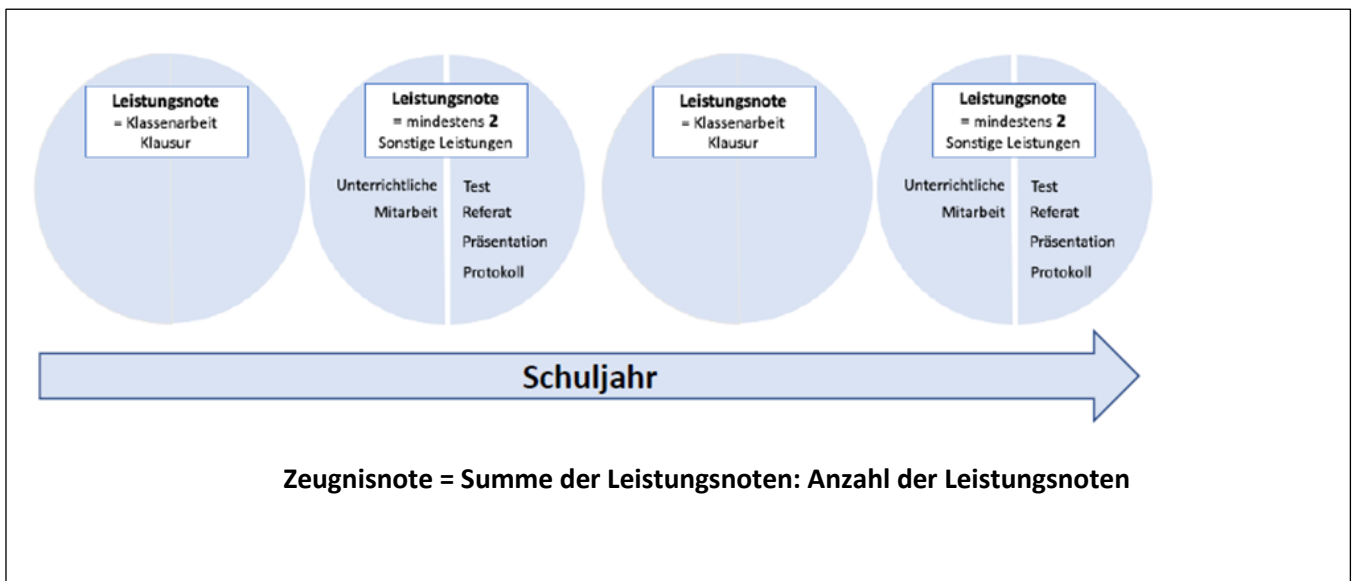 Leistungsnote
= Klassenarbeit
Klausur
Leistungsnote
= mindestens 2
Sonstige Leistungen
Unterrichtliche
Mitarbeit
Test
Referat
Präsentation
Protokoll
Leistungsnote
= Klassenarbeit
Klausur
Leistungsnote
= mindestens 2
Sonstige Leistungen
Unterrichtliche
Mitarbeit
Test
Referat
Präsentation
Protokoll
Schuljahr
Zeugnisnote = Summe der Leistungsnoten: Anzahl der Leistungsnoten